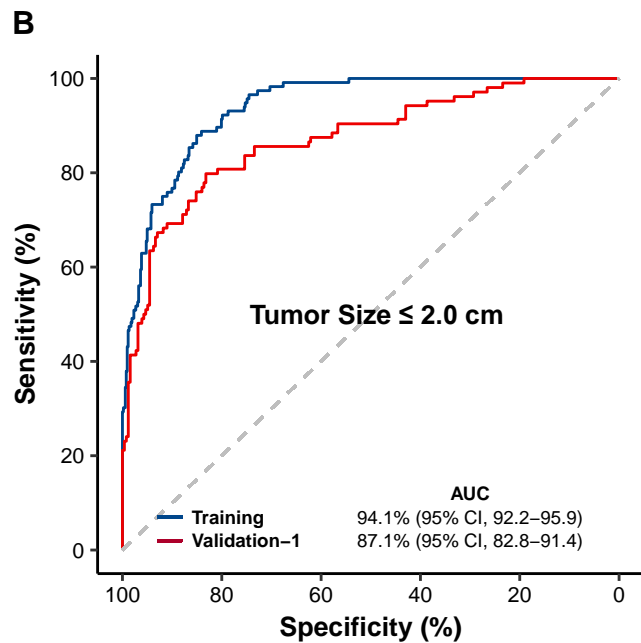 B
100
80
60
40
20
0
Sensitivity (%)
Tumor Size ≤ 2.0 cm
AUC
Training 94.1% (95% CI, 92.2–95.9)
Validation–1 87.1% (95% CI, 82.8–91.4)
100 80 60 40 20 0
Specificity (%)